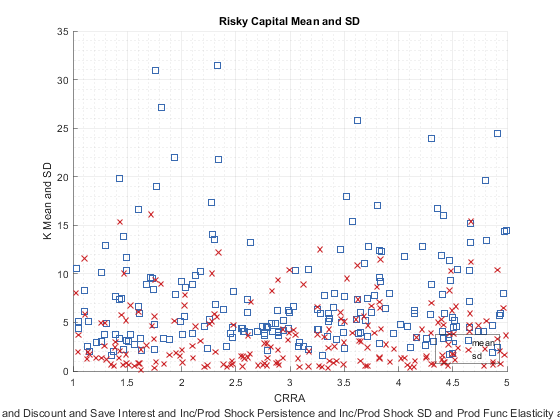 Risky Capital Mean and SD
35
30
25
20
15
10
5
0
K Mean and SD
mean
sd
1
1.5
2
2.5
3
3.5
4
4.5
5
CRRA
and Discount and Save Interest and Inc/Prod Shock Persistence and Inc/Prod Shock SD and Prod Func Elasticity a